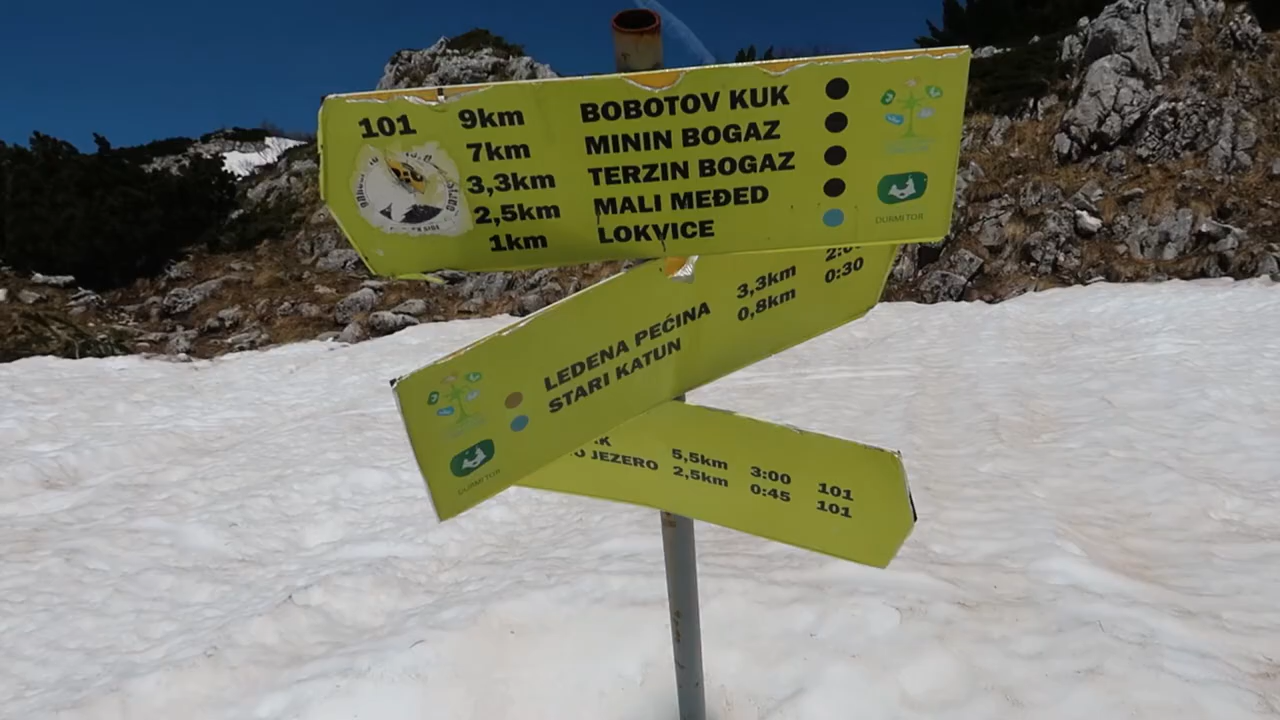 101 9km BOBOTOV KUK
7km MININ BOGAZ
3,3km TERZIN BOGAZ
2,5km MALI MEĐED
1km LOKVICE
DURMITOR
LEDENA PEĆINA 3,3km
STARI KATUN 0,8km 0:30
DURMITOR
5,5km 3:00 101
JEZERO 2,5km 0:45 101